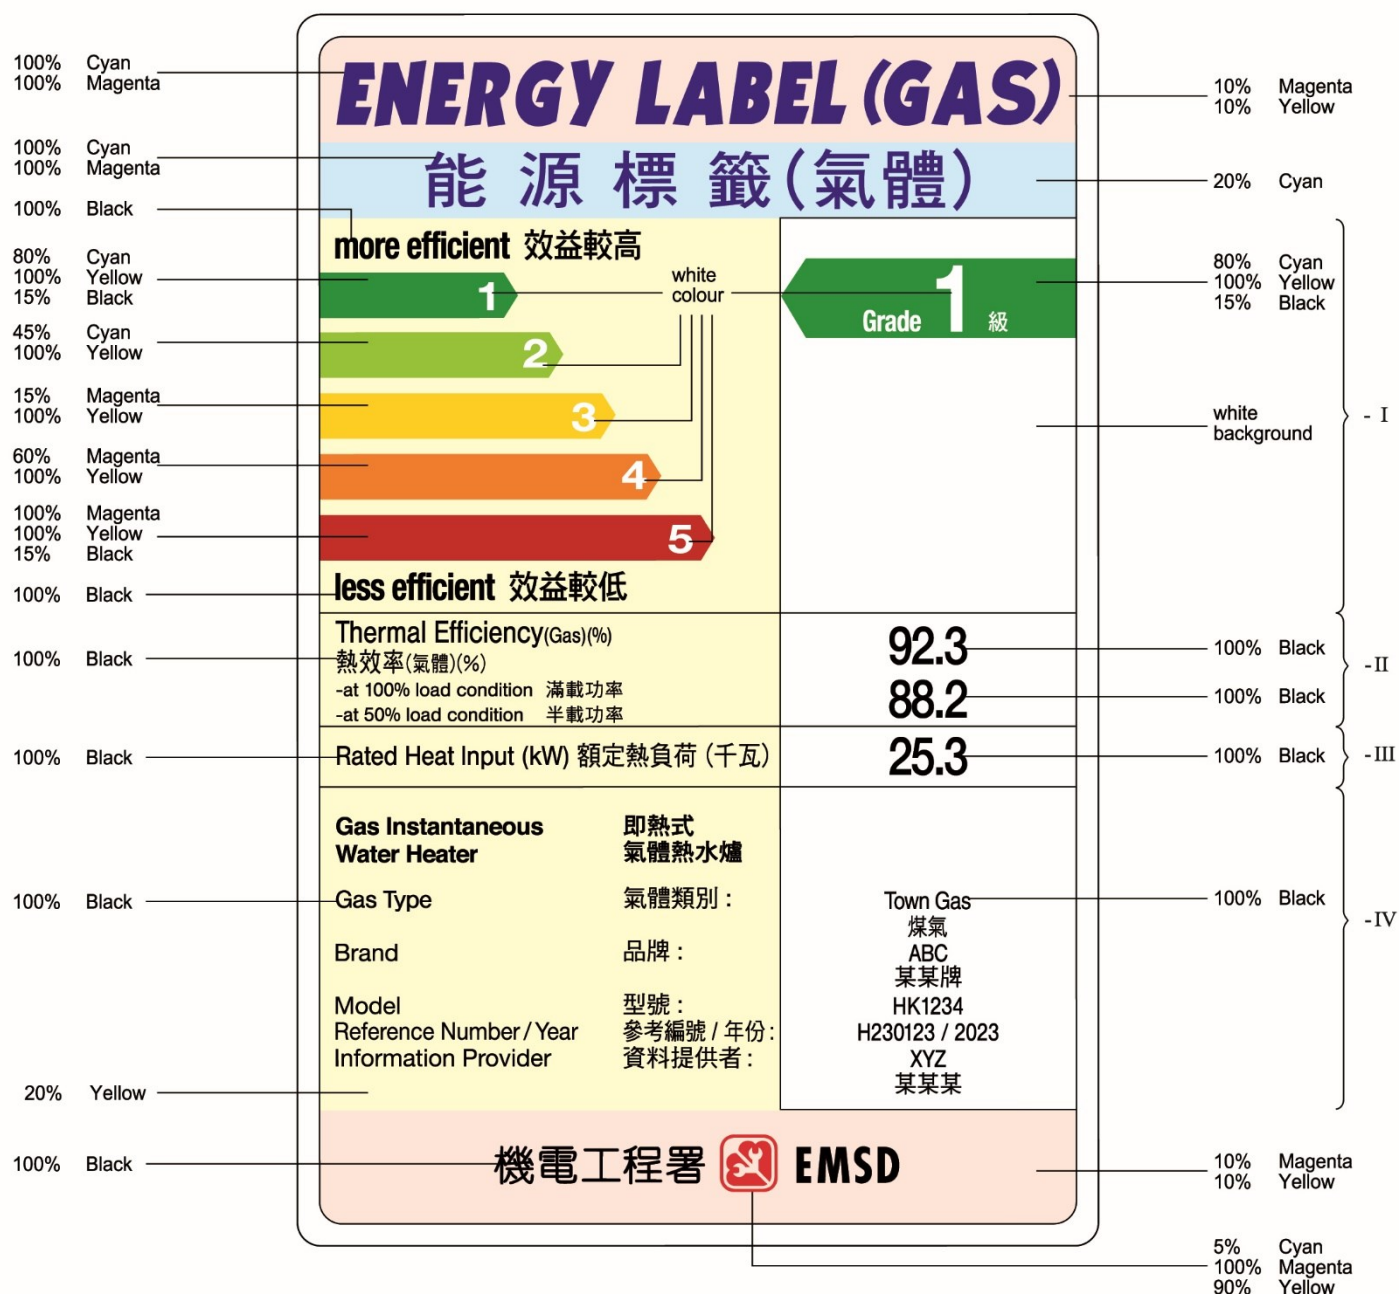 100% Cyan
100% Magenta
ENERGY LABEL (GAS)
10% Magenta
10% Yellow
100% Cyan
100% Magenta
能源標籤(氣體)
20% Cyan
100% Black
more efficient 效益較高
80% Cyan
100% Yellow
15% Black
1
white
colour
Grade 1 級
80% Cyan
100% Yellow
15% Black
45% Cyan
100% Yellow
2
15% Magenta
100% Yellow
3
white
background
- I
60% Magenta
100% Yellow
4
100% Magenta
100% Yellow
15% Black
5
100% Black
less efficient 效益較低
Thermal Efficiency(Gas)(%)
92.3
100% Black
100% Black
熱效率(氣體)(%)
-II
-at 100% load condition 滿載功率
88.2
100% Black
-at 50% load condition 半載功率
100% Black
Rated Heat Input (kW) 額定熱負荷 (千瓦)
25.3
100% Black
-III
Gas Instantaneous 即熱式
Water Heater 氣體熱水爐
100% Black
Gas Type 氣體類別 : Town Gas
100% Black
煤氣
-IV
Brand 品牌 : ABC
某某牌
Model 型號 : HK1234
Reference Number / Year 參考編號 / 年份 : H230123 / 2023
Information Provider 資料提供者 : XYZ
某某某
20% Yellow
100% Black
機電工程署 EMSD
10% Magenta
10% Yellow
5% Cyan
100% Magenta
90% Yellow